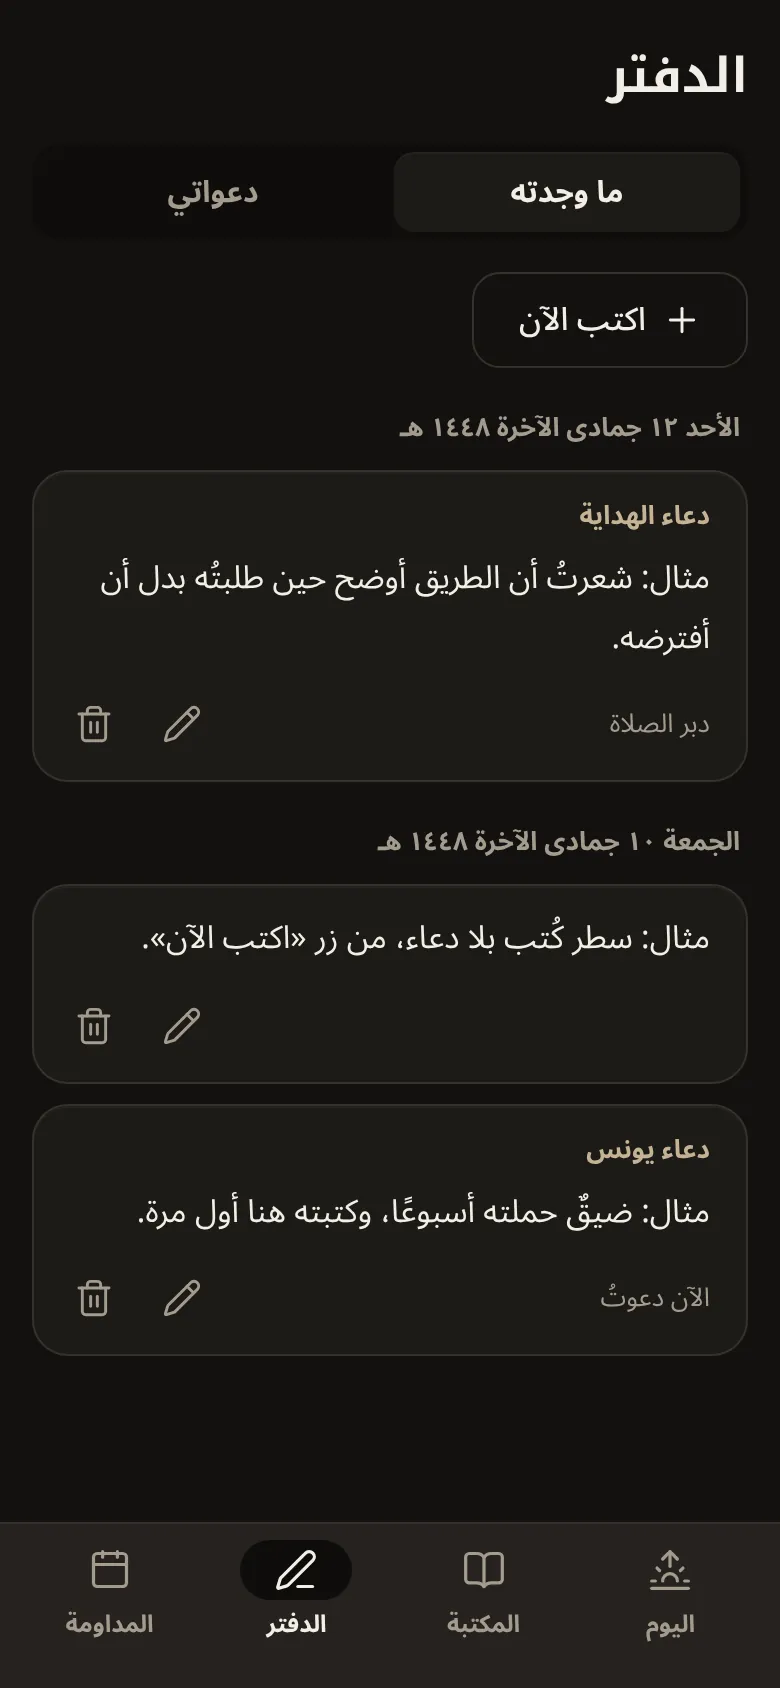 الدفتر
ما وجدته
دعواتي
اكتب الآن
الأحد ١٢ جمادى الآخرة ١٤٤٨ هـ
دعاء الهداية
مثال: شعرتُ أن الطريق أوضح حين طلبتُه بدل أن
أفترضه.
دبر الصلاة
الجمعة ١٠ جمادى الآخرة ١٤٤٨ هـ
مثال: سطر كُتب بلا دعاء، من زر «اكتب الآن».
دعاء يونس
مثال: ضيقٌ حملته أسبوعًا، وكتبته هنا أول مرة.
الآن دعوتُ
اليوم
المكتبة
الدفتر
المداومة